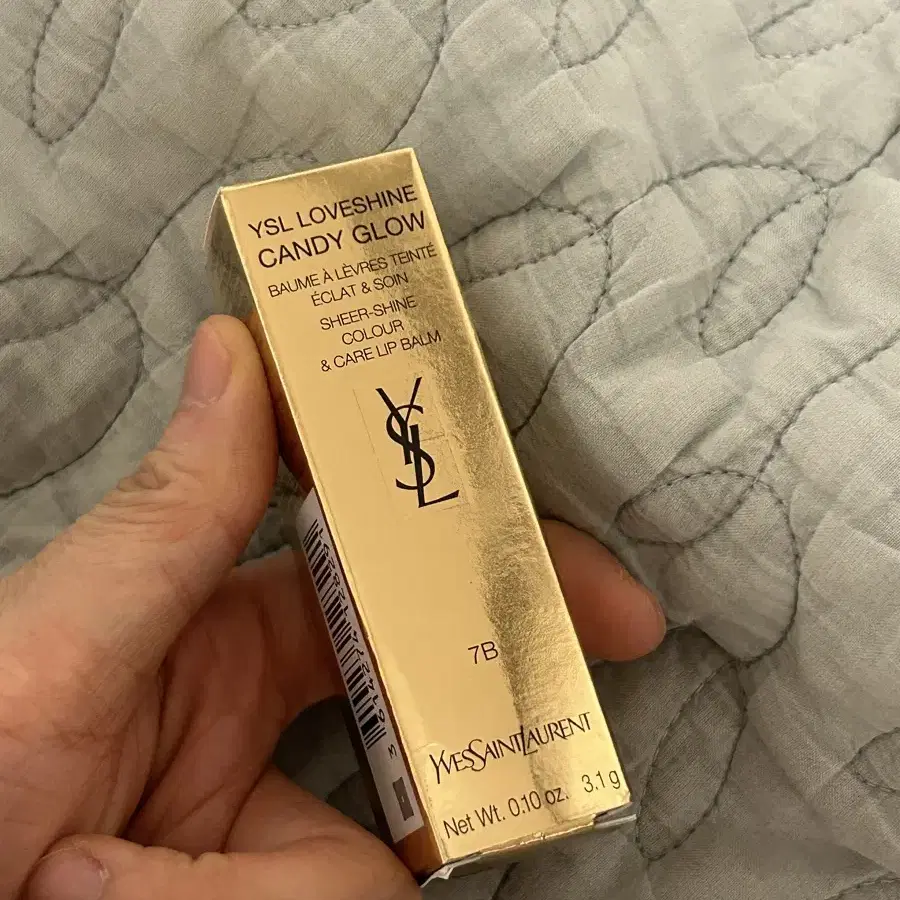 YSL LOVESHINE
CANDY GLOW
BAUME À LÈVRES TEINTÉ
ÉCLAT & SOIN
SHEER-SHINE
COLOUR
& CARE LIP BALM
YSL
7B
YVESSAINTLAURENT
Net Wt. 0.10 oz. 3.1 g